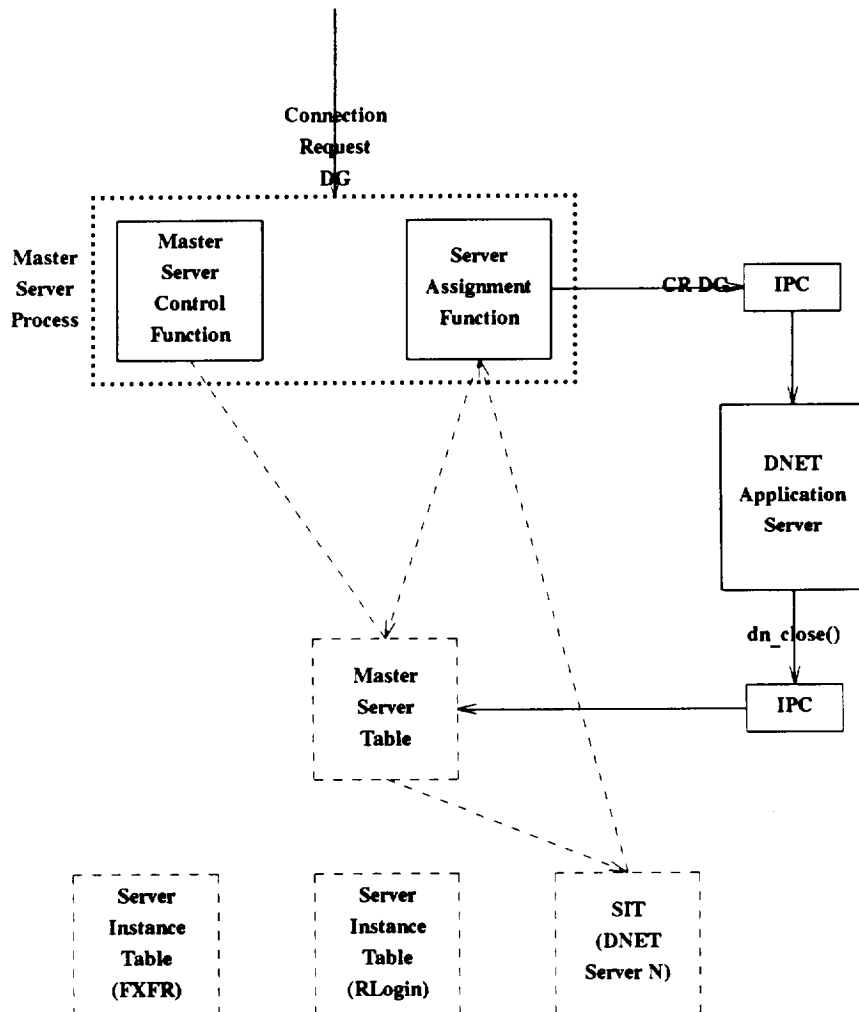 Connection
Request
DG
Master
Server
Process
Master
Server
Control
Function
Server
Assignment
Function
CR DG
IPC
DNET
Application
Server
dn_close()
IPC
Master
Server
Table
Server
Instance
Table
(FXFR)
Server
Instance
Table
(RLogin)
SIT
(DNET
Server N)